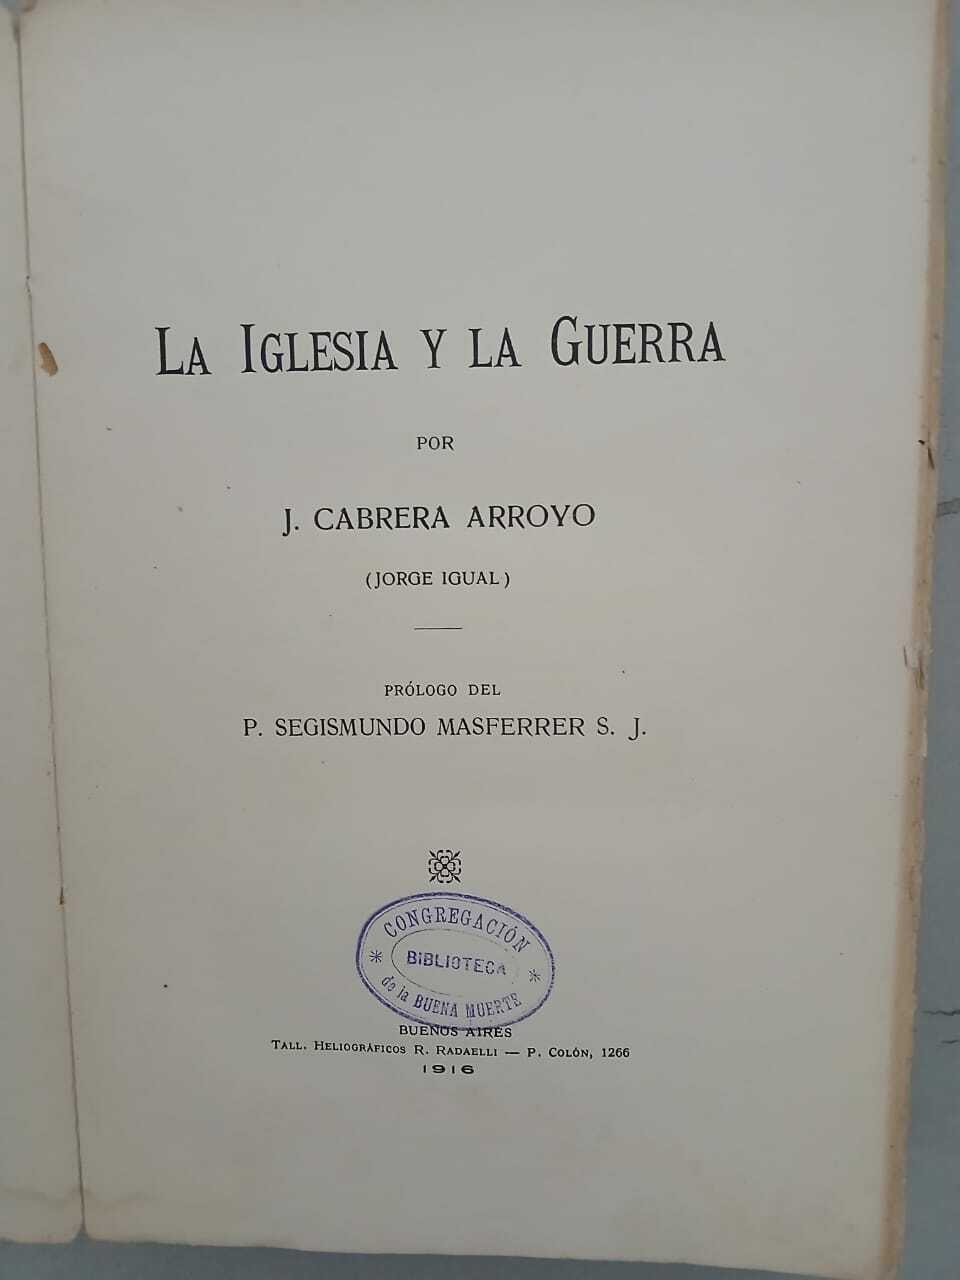 La Iglesia y la Guerra
POR
J. CABRERA ARROYO
(JORGE IGUAL)
PRÓLOGO DEL
P. SEGISMUNDO MASFERRER S. J.
CONGREGACIÓN
BIBLIOTECA
de la BUENA MUERTE
BUENOS AIRES
Tall. Heliográficos R. Radaelli — P. Colón, 1266
1916